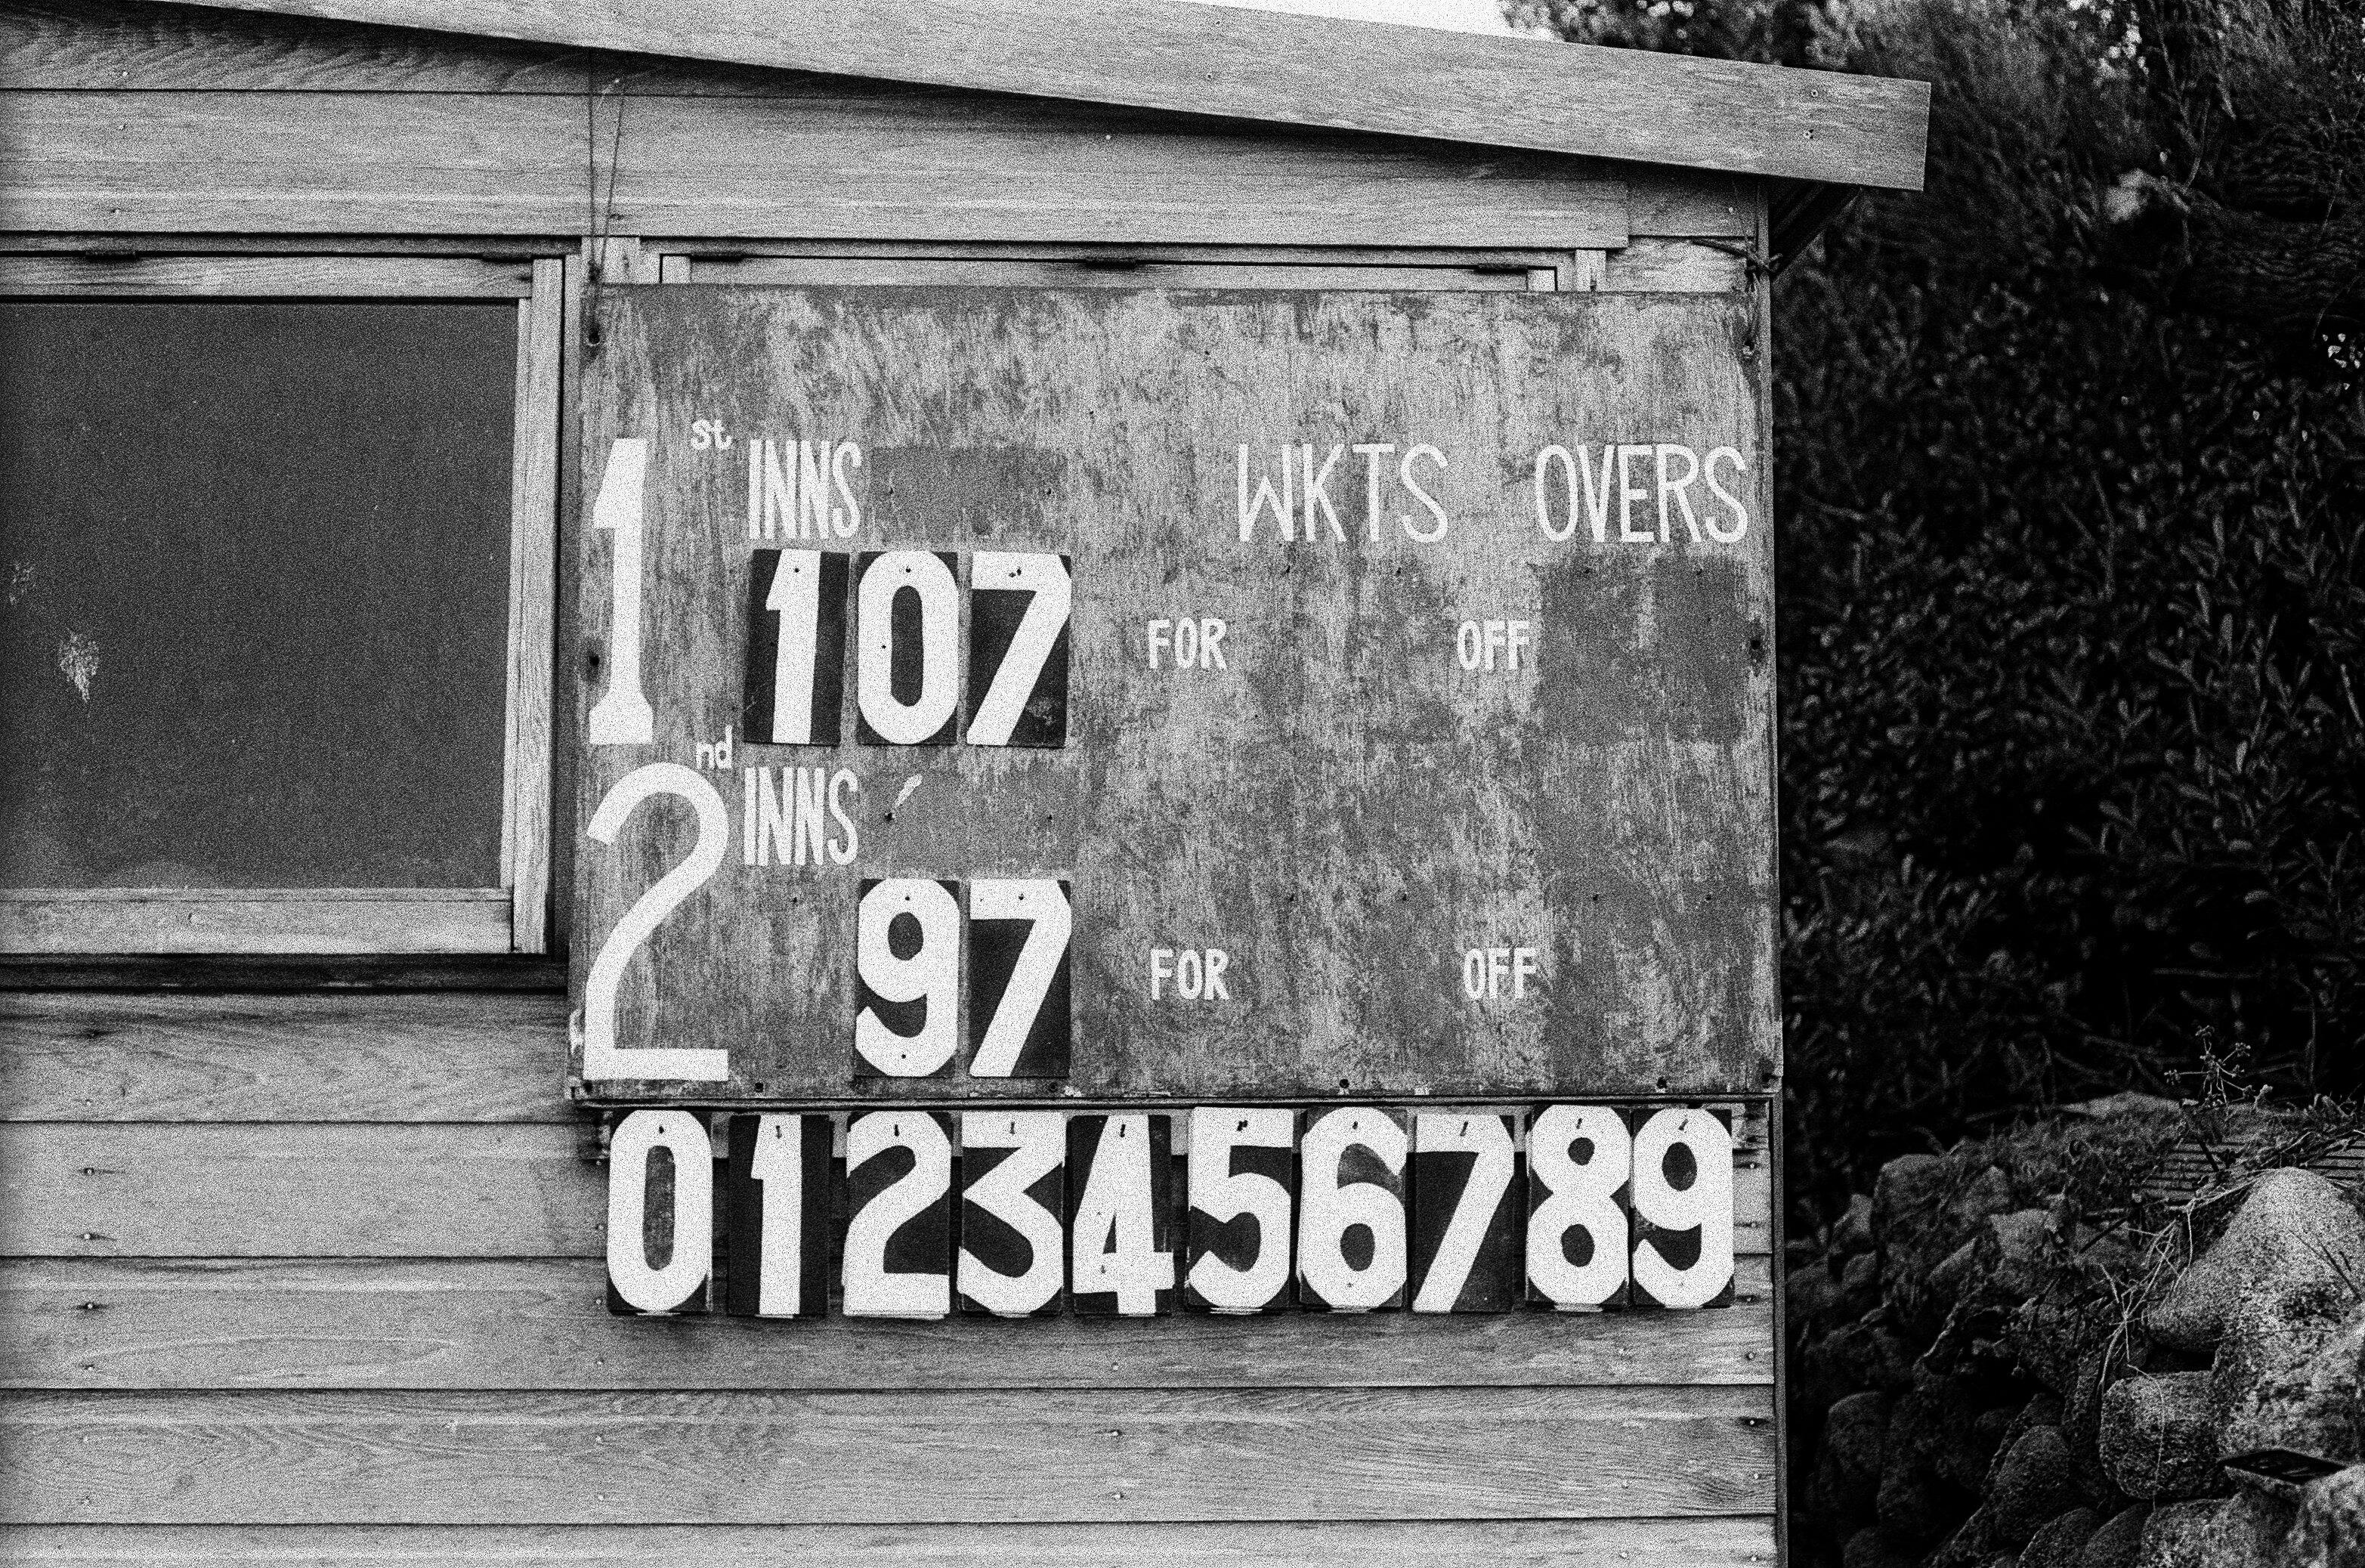 1st INNS WKTS OVERS
107 FOR OFF
2nd INNS
97 FOR OFF
0123456789